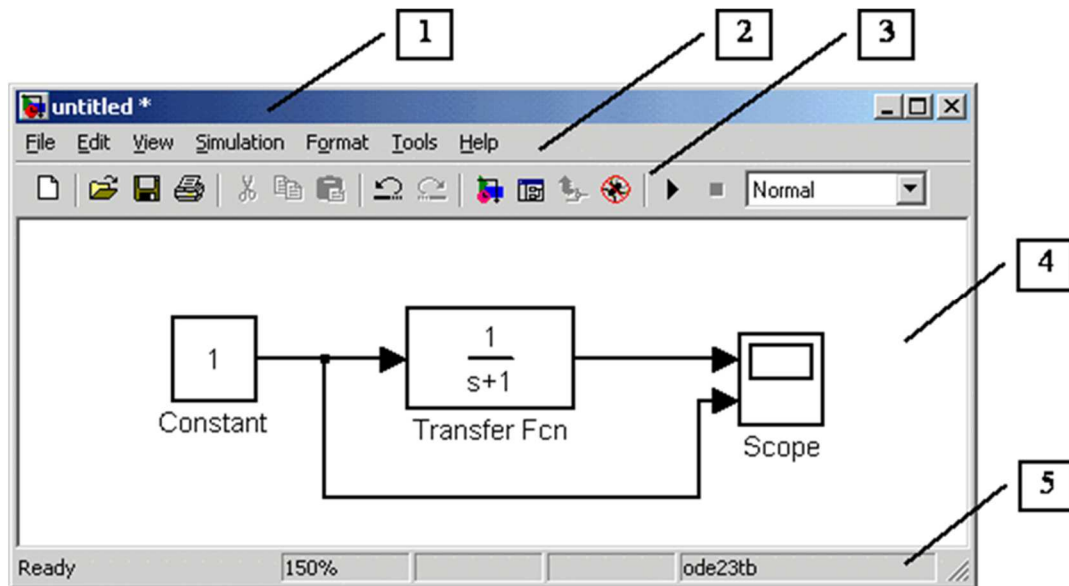 1 2 3
untitled *
File Edit View Simulation Format Tools Help
Normal
4
1
1
s+1
Constant
Transfer Fcn
Scope
5
Ready 150% ode23tb